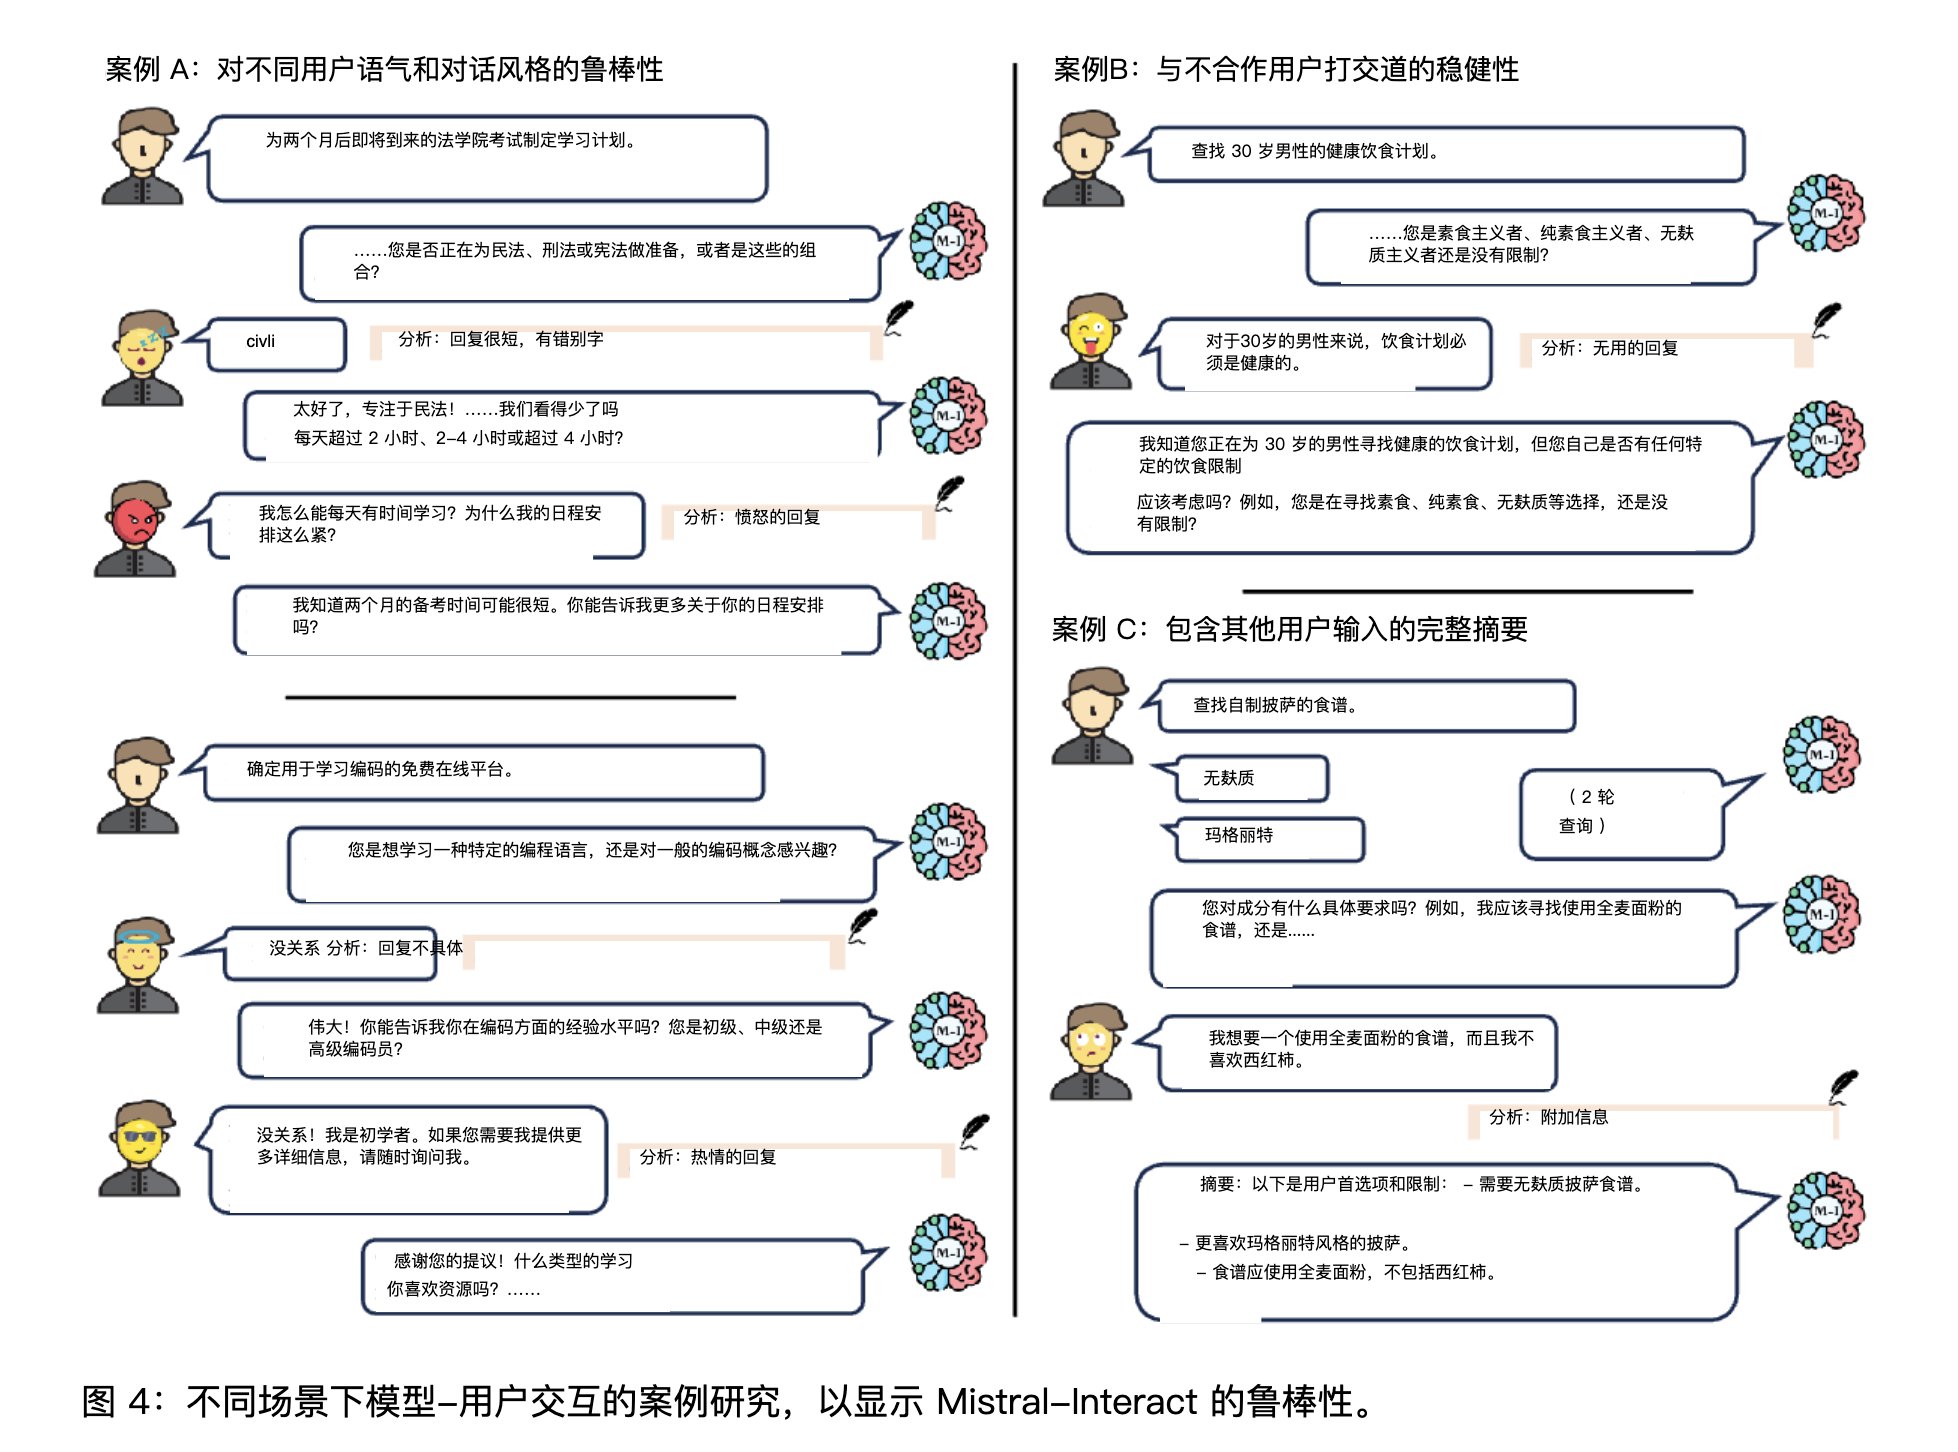 案例 A：对不同用户语气和对话风格的鲁棒性
为两个月后即将到来的法学院考试制定学习计划。
M-I
……您是否正在为民法、刑法或宪法做准备，或者是这些的组
合？
civli
分析：回复很短，有错别字
太好了，专注于民法！……我们看得少了吗
每天超过 2 小时、2-4 小时或超过 4 小时？
M-I
我怎么能每天有时间学习？为什么我的日程安
排这么紧？
分析：愤怒的回复
我知道两个月的备考时间可能很短。你能告诉我更多关于你的日程安排
吗？
M-I
确定用于学习编码的免费在线平台。
您是想学习一种特定的编程语言，还是对一般的编码概念感兴趣？
M-I
没关系 分析：回复不具体
伟大！你能告诉我你在编码方面的经验水平吗？您是初级、中级还是
高级编码员？
M-I
没关系！我是初学者。如果您需要我提供更
多详细信息，请随时询问我。
分析：热情的回复
感谢您的提议！什么类型的学习
你喜欢资源吗？……
M-I
案例B：与不合作用户打交道的稳健性
查找 30 岁男性的健康饮食计划。
M-I
……您是素食主义者、纯素食主义者、无麸
质主义者还是没有限制？
对于30岁的男性来说，饮食计划必
须是健康的。
分析：无用的回复
我知道您正在为 30 岁的男性寻找健康的饮食计划，但您自己是否有任何特
定的饮食限制
应该考虑吗？例如，您是在寻找素食、纯素食、无麸质等选择，还是没
有限制？
M-I
案例 C：包含其他用户输入的完整摘要
查找自制披萨的食谱。
M-I
无麸质
（ 2 轮
查询 ）
玛格丽特
您对成分有什么具体要求吗？例如，我应该寻找使用全麦面粉的
食谱，还是……
M-I
我想要一个使用全麦面粉的食谱，而且我不
喜欢西红柿。
分析：附加信息
摘要：以下是用户首选项和限制： – 需要无麸质披萨食谱。
– 更喜欢玛格丽特风格的披萨。
– 食谱应使用全麦面粉，不包括西红柿。
M-I
图 4：不同场景下模型–用户交互的案例研究，以显示 Mistral–Interact 的鲁棒性。